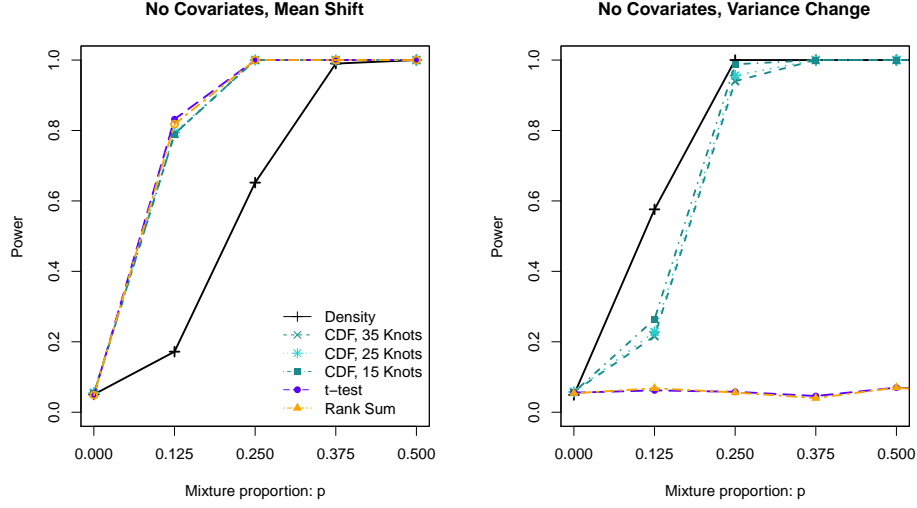 No Covariates, Mean Shift
Power
1.0
0.8
0.6
0.4
0.2
0.0
Density
CDF, 35 Knots
CDF, 25 Knots
CDF, 15 Knots
t−test
Rank Sum
0.000 0.125 0.250 0.375 0.500
Mixture proportion: p
No Covariates, Variance Change
Power
1.0
0.8
0.6
0.4
0.2
0.0
0.000 0.125 0.250 0.375 0.500
Mixture proportion: p